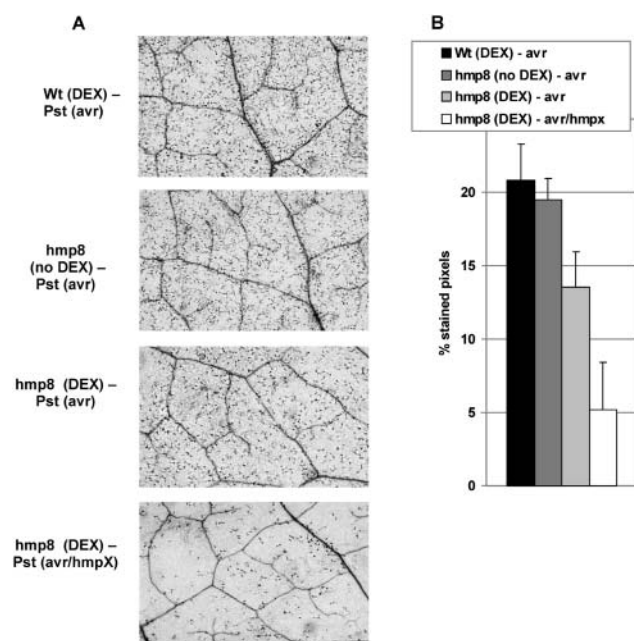 A
Wt (DEX) –
Pst (avr)
hmp8
(no DEX) –
Pst (avr)
hmp8 (DEX) –
Pst (avr)
hmp8 (DEX) –
Pst (avr/hmpX)
B
Wt (DEX) - avr
hmp8 (no DEX) - avr
hmp8 (DEX) - avr
hmp8 (DEX) - avr/hmpx
% stained pixels
20
15
10
5
0